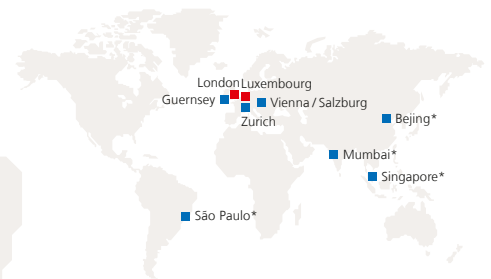 London Luxembourg
Guernsey
Vienna / Salzburg
Zurich
Bejing*
Mumbai*
Singapore*
São Paulo*